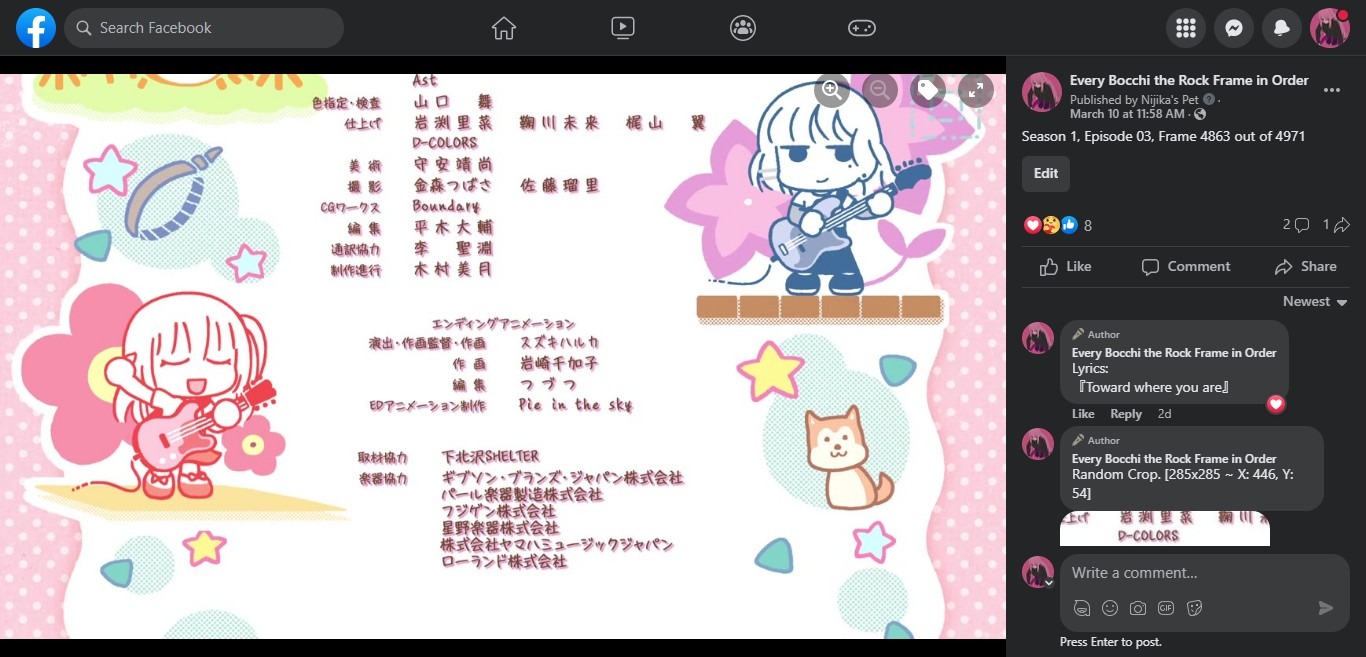 Search Facebook
Ast
色指定・検査 山口 舞
仕上げ 岩渕里菜 鞠川未来 梶山 翼
D-COLORS
美術 守安靖尚
撮影 金森つばさ 佐藤瑠里
CGワークス Boundary
編集 平木大輔
通訳協力 李 聖淵
制作進行 木村美月
エンディングアニメーション
演出・作画監督・作画 スズキハルカ
作画 岩崎千加子
編集 つづつ
EDアニメーション制作 Pie in the sky
取材協力 下北沢SHELTER
楽器協力 ギブソン・ブランズ・ジャパン株式会社
パール楽器製造株式会社
フジゲン株式会社
星野楽器株式会社
株式会社ヤマハミュージックジャパン
ローランド株式会社
Every Bocchi the Rock Frame in Order
Published by Nijika's Pet ·
March 10 at 11:58 AM ·
Season 1, Episode 03, Frame 4863 out of 4971
Edit
8
2
1
Like Comment Share
Newest
Author
Every Bocchi the Rock Frame in Order
Lyrics:
『Toward where you are』
Like Reply 2d
Author
Every Bocchi the Rock Frame in Order
Random Crop. [285x285 ~ X: 446, Y:
54]
上げ 岩渕里菜 鞠川
D-COLORS
Write a comment…
GIF
Press Enter to post.